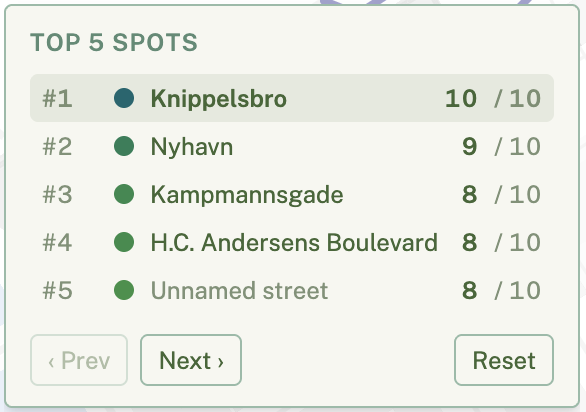 TOP 5 SPOTS
#1 Knippelsbro 10 / 10
#2 Nyhavn 9 / 10
#3 Kampmannsgade 8 / 10
#4 H.C. Andersens Boulevard 8 / 10
#5 Unnamed street 8 / 10
‹ Prev Next › Reset